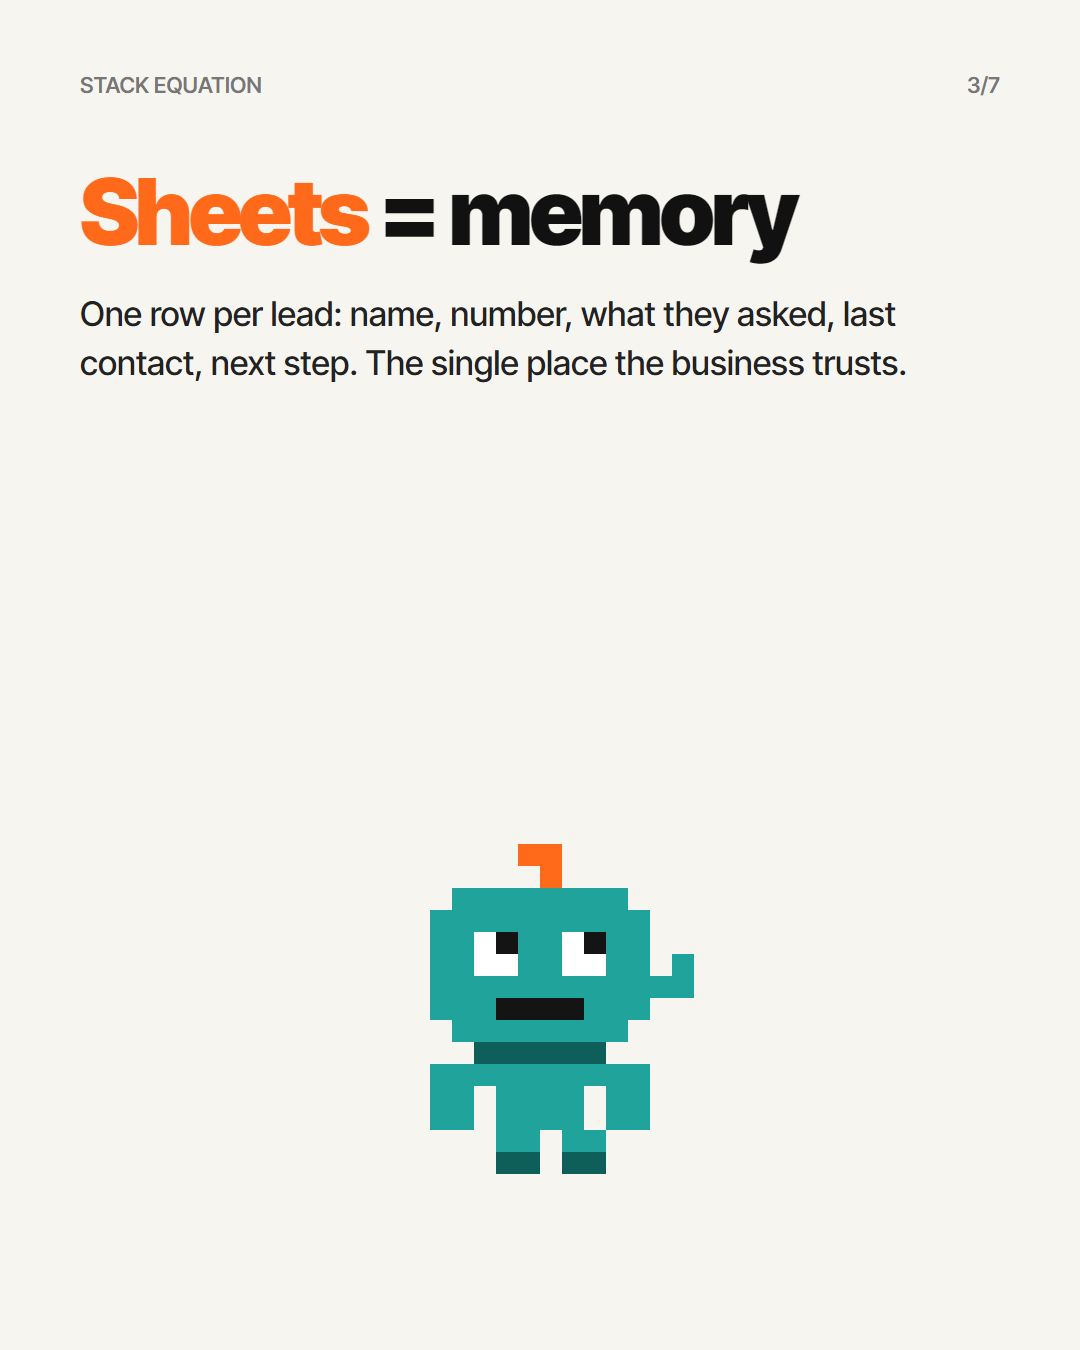 STACK EQUATION
3/7
Sheets = memory
One row per lead: name, number, what they asked, last
contact, next step. The single place the business trusts.